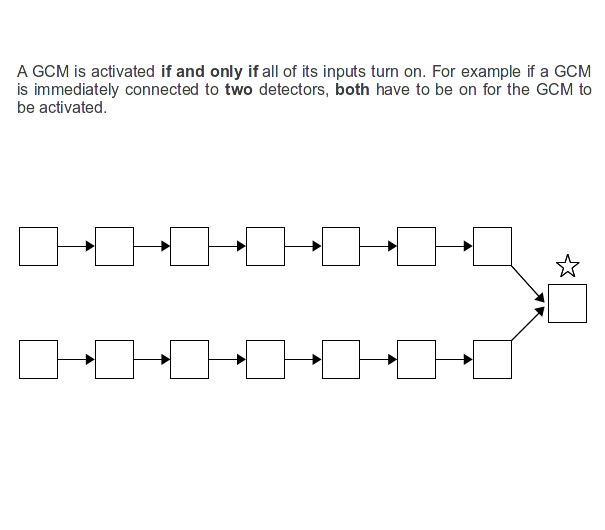 A GCM is activated if and only if all of its inputs turn on. For example if a GCM
is immediately connected to two detectors, both have to be on for the GCM to
be activated.